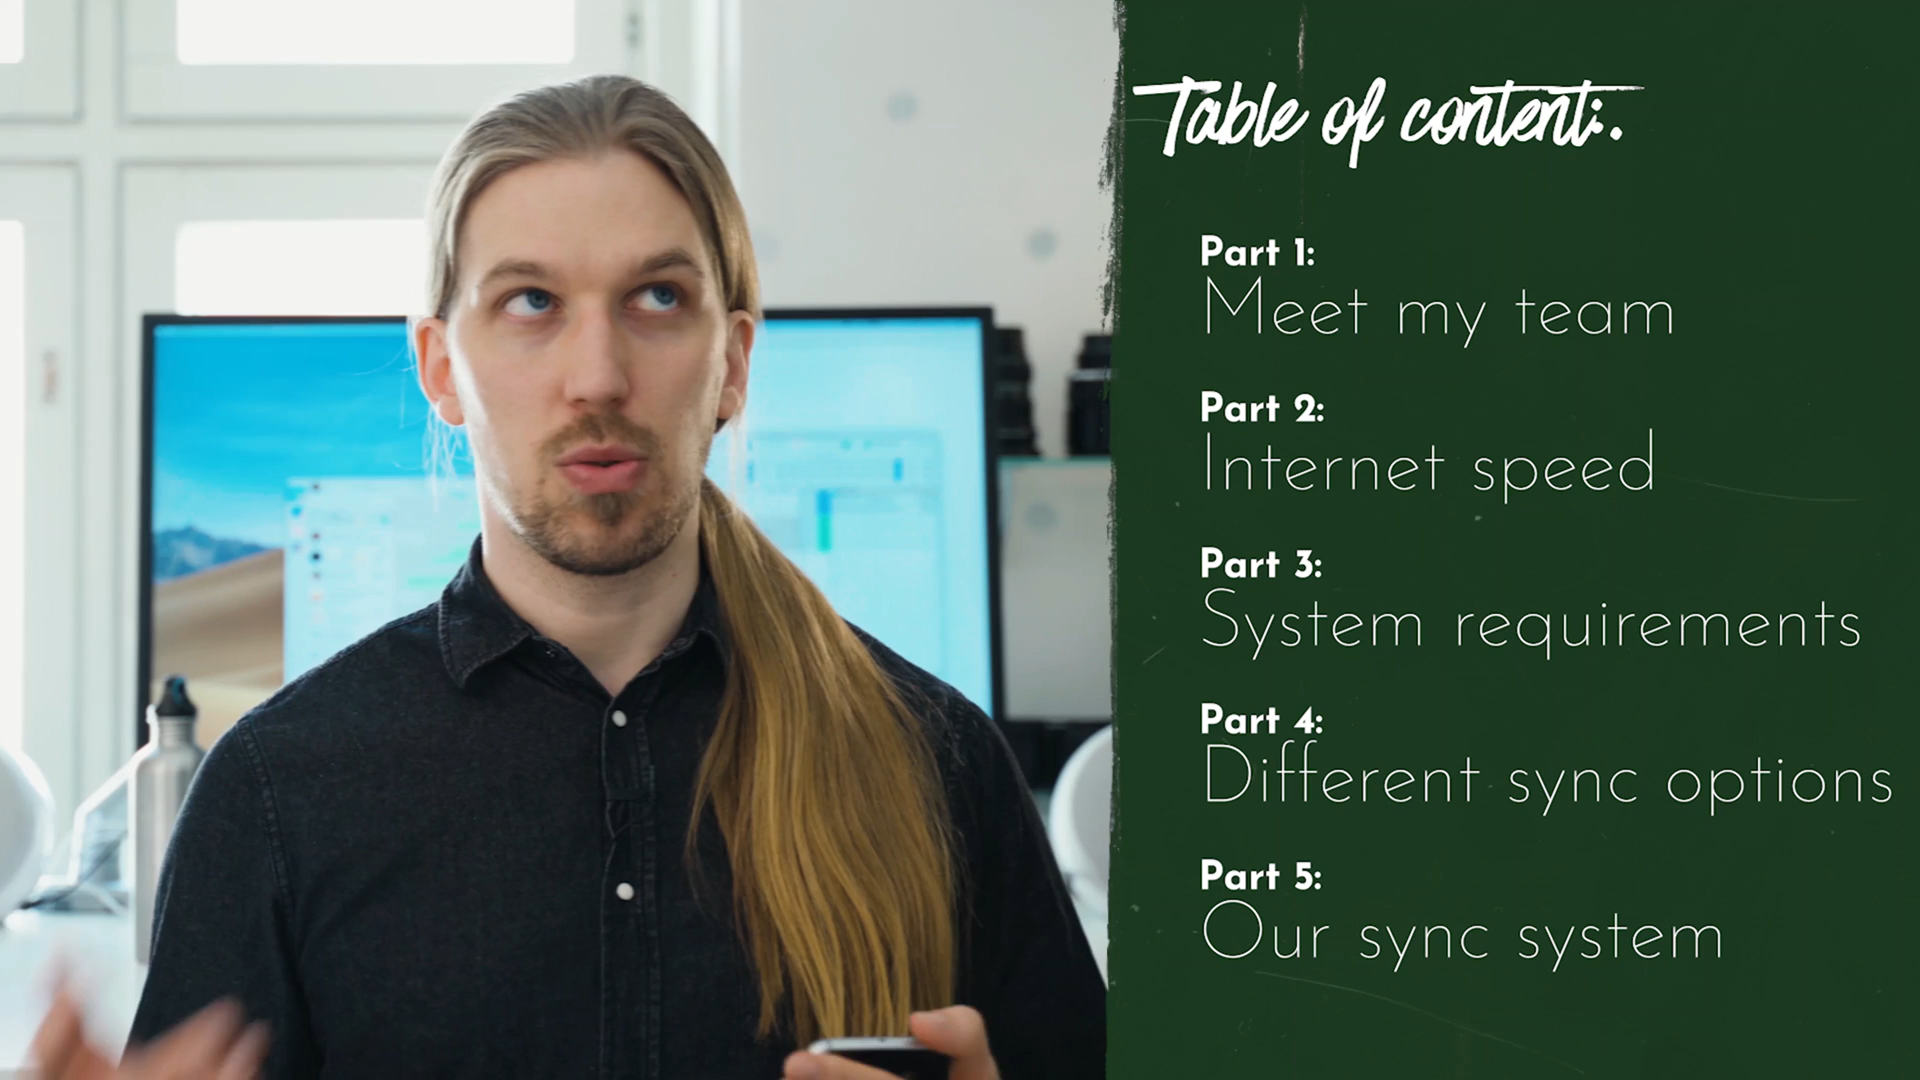 Table of content:.
Part 1:
Meet my team
Part 2:
Internet speed
Part 3:
System requirements
Part 4:
Different sync options
Part 5:
Our sync system